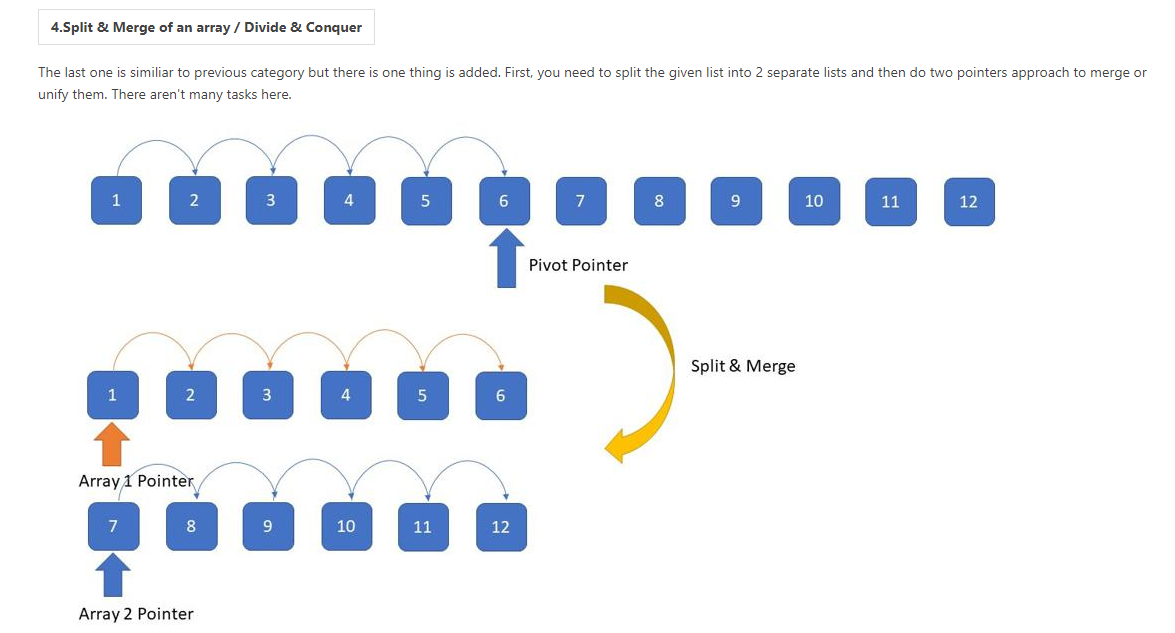 4.Split & Merge of an array / Divide & Conquer
The last one is similiar to previous category but there is one thing is added. First, you need to split the given list into 2 separate lists and then do two pointers approach to merge or
unify them. There aren't many tasks here.
1 2 3 4 5 6 7 8 9 10 11 12
Pivot Pointer
Split & Merge
1 2 3 4 5 6
Array 1 Pointer
7 8 9 10 11 12
Array 2 Pointer